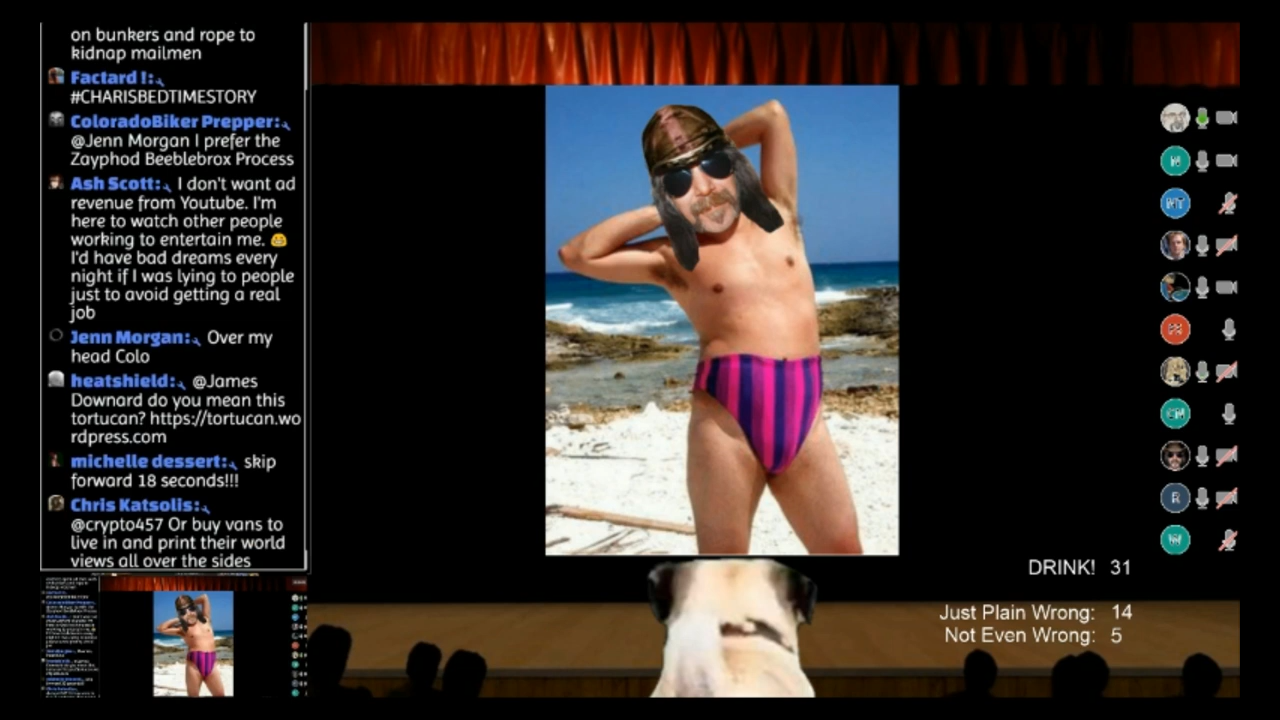 on bunkers and rope to
kidnap mailmen
Factard !:
#CHARISBEDTIMESTORY
ColoradoBiker Prepper:
@Jenn Morgan I prefer the
Zayphod Beeblebrox Process
Ash Scott: I don't want ad
revenue from Youtube. I'm
here to watch other people
working to entertain me.
I'd have bad dreams every
night if I was lying to people
just to avoid getting a real
job
Jenn Morgan: Over my
head Colo
heatshield: @James
Downard do you mean this
tortucan? https://tortucan.wo
rdpress.com
michelle dessert: skip
forward 18 seconds!!!
Chris Katsolis:
@crypto457 Or buy vans to
live in and print their world
views all over the sides
R
DRINK! 31
Just Plain Wrong: 14
Not Even Wrong: 5